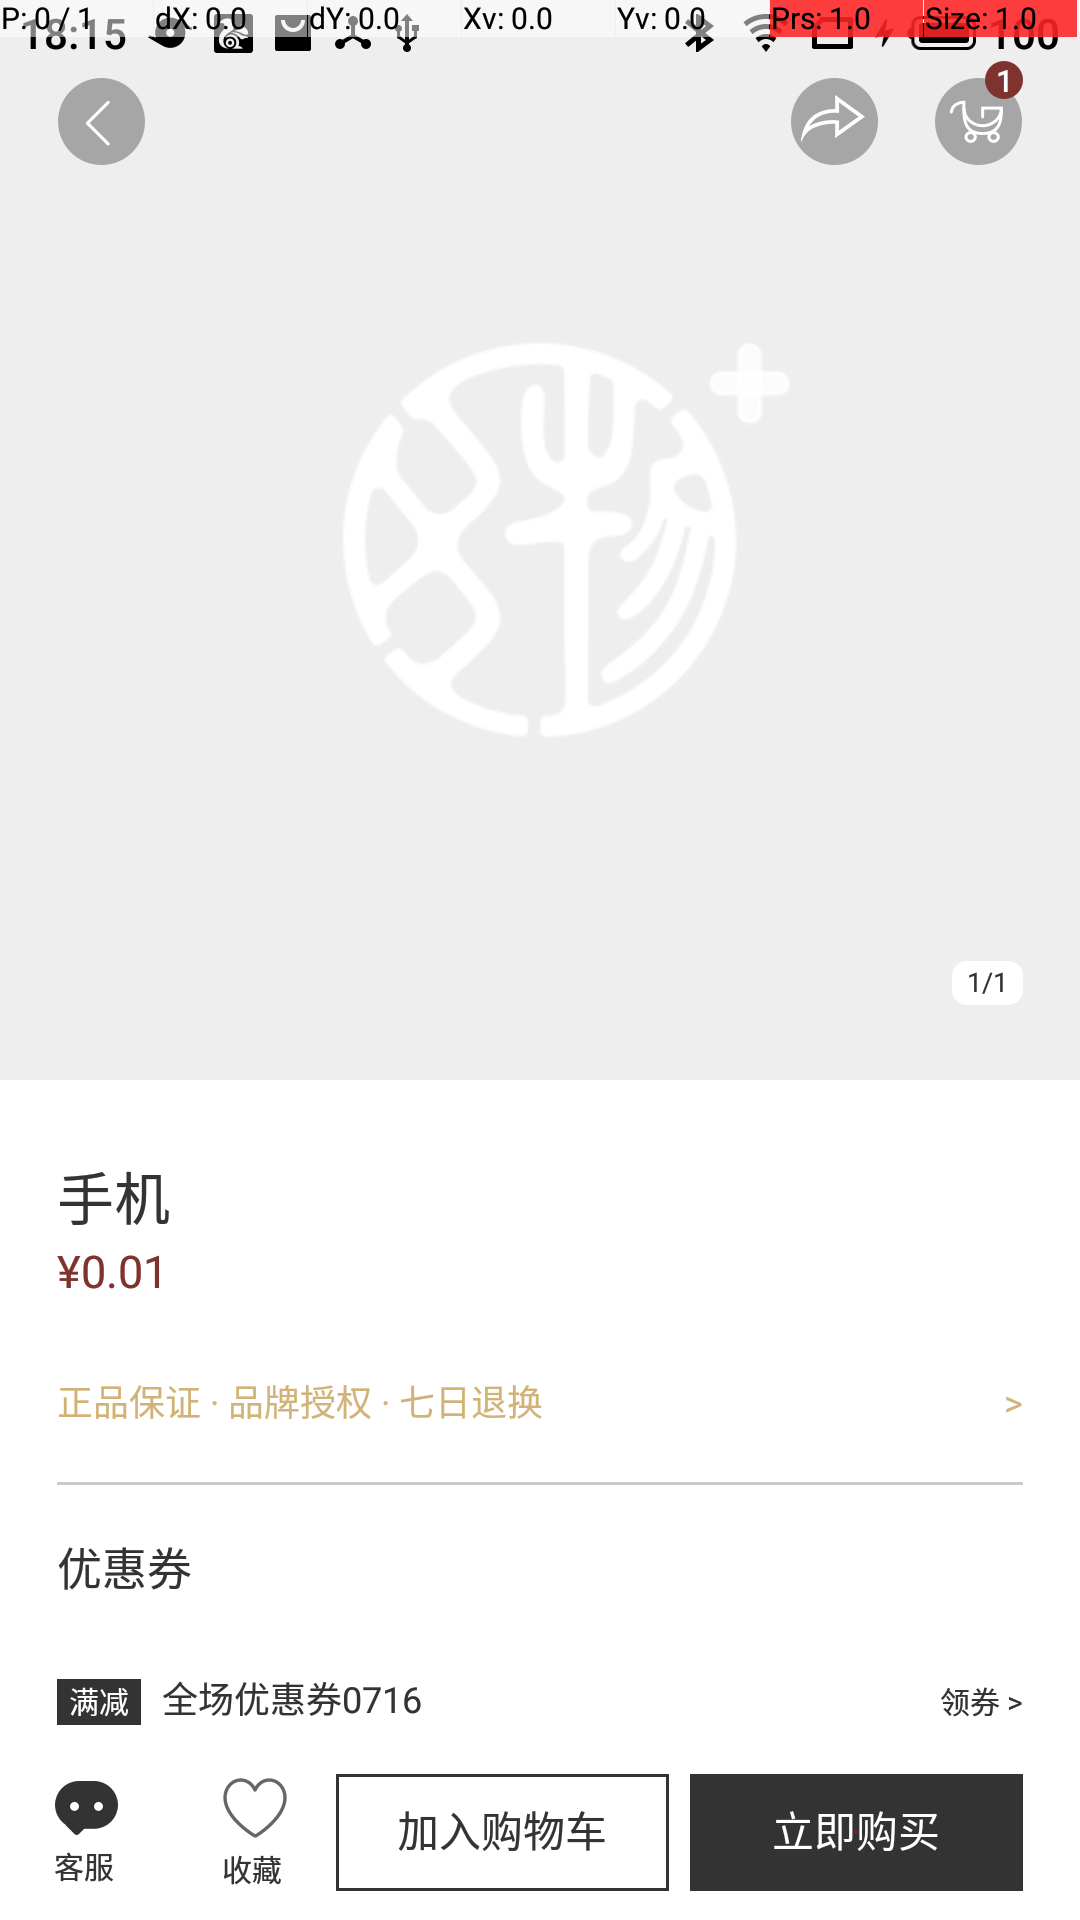 P: 0 / 1 dX: 0.0 dY: 0.0 Xv: 0.0 Yv: 0.0 Prs: 1.0 Size: 1.0
18:15 100
1
1/1
手机
¥0.01
正品保证 · 品牌授权 · 七日退换 >
优惠券
满减 全场优惠券0716 领券 >
客服 收藏 加入购物车 立即购买